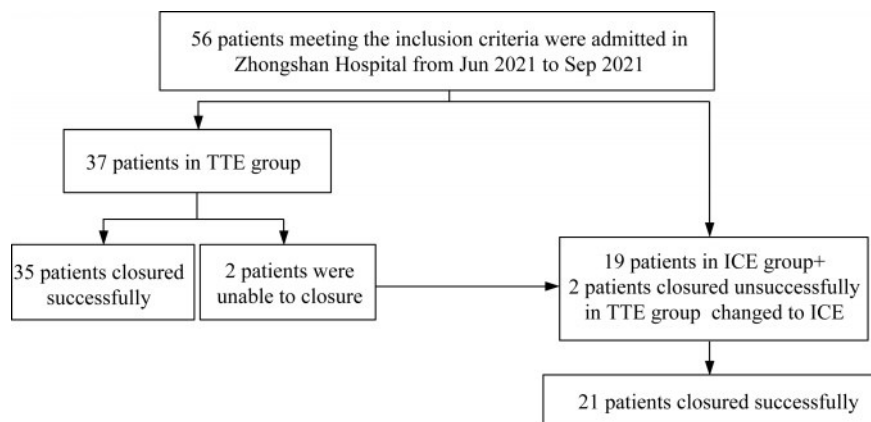 56 patients meeting the inclusion criteria were admitted in
Zhongshan Hospital from Jun 2021 to Sep 2021
37 patients in TTE group
35 patients closured
successfully
2 patients were
unable to closure
19 patients in ICE group+
2 patients closured unsuccessfully
in TTE group changed to ICE
21 patients closured successfully